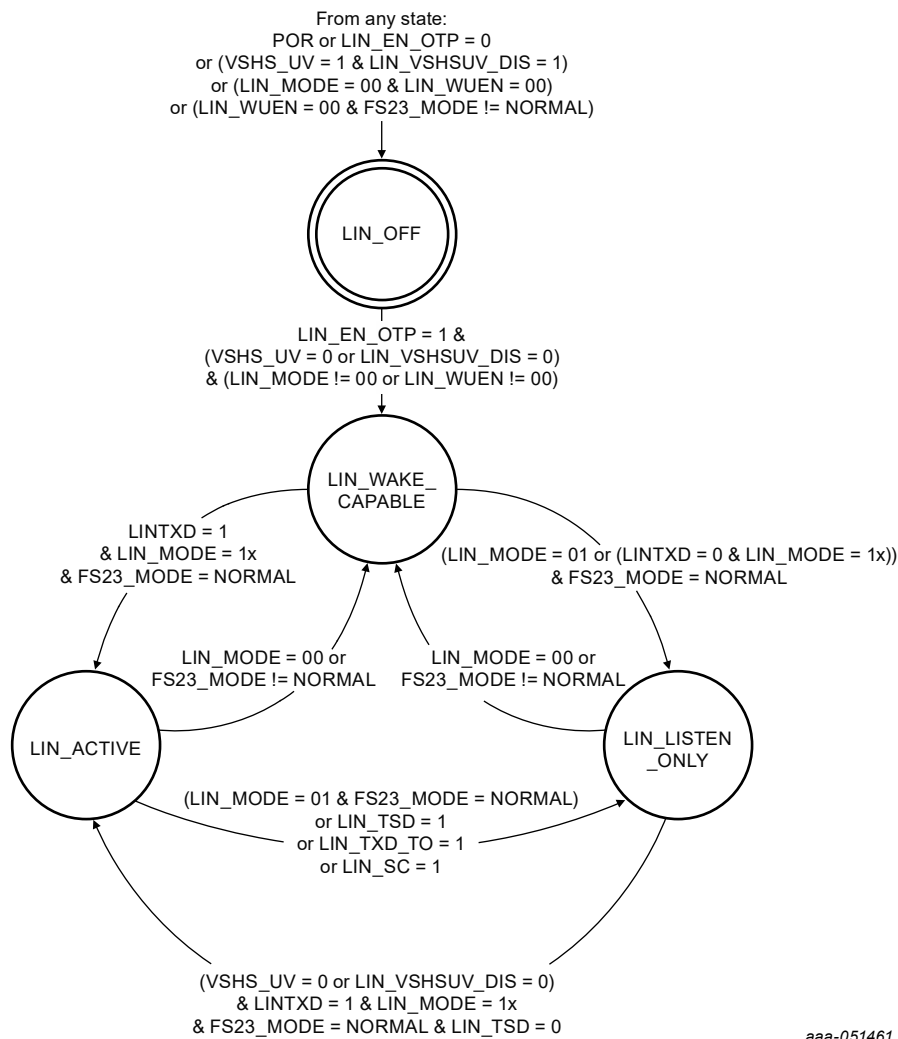 From any state:
POR or LIN_EN_OTP = 0
or (VSHS_UV = 1 & LIN_VSHSUV_DIS = 1)
or (LIN_MODE = 00 & LIN_WUEN = 00)
or (LIN_WUEN = 00 & FS23_MODE != NORMAL)
LIN_OFF
LIN_EN_OTP = 1 &
(VSHS_UV = 0 or LIN_VSHSUV_DIS = 0)
& (LIN_MODE != 00 or LIN_WUEN != 00)
LIN_WAKE_
CAPABLE
LINTXD = 1
& LIN_MODE = 1x
& FS23_MODE = NORMAL
(LIN_MODE = 01 or (LINTXD = 0 & LIN_MODE = 1x))
& FS23_MODE = NORMAL
LIN_MODE = 00 or
FS23_MODE != NORMAL
LIN_MODE = 00 or
FS23_MODE != NORMAL
LIN_ACTIVE
LIN_LISTEN
_ONLY
(LIN_MODE = 01 & FS23_MODE = NORMAL)
or LIN_TSD = 1
or LIN_TXD_TO = 1
or LIN_SC = 1
(VSHS_UV = 0 or LIN_VSHSUV_DIS = 0)
& LINTXD = 1 & LIN_MODE = 1x
& FS23_MODE = NORMAL & LIN_TSD = 0
aaa-051461